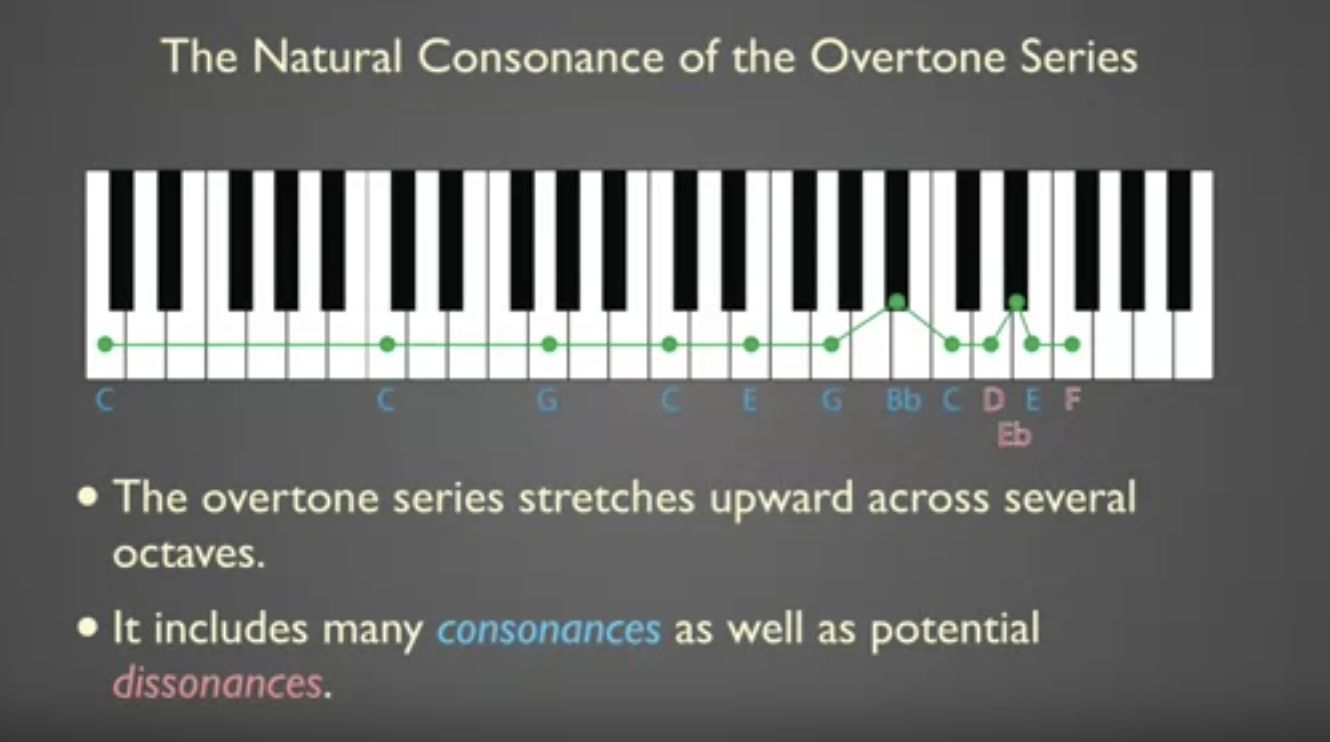 The Natural Consonance of the Overtone Series
C C G C E G Bb C D E F
Eb
• The overtone series stretches upward across several
octaves.
• It includes many consonances as well as potential
dissonances.